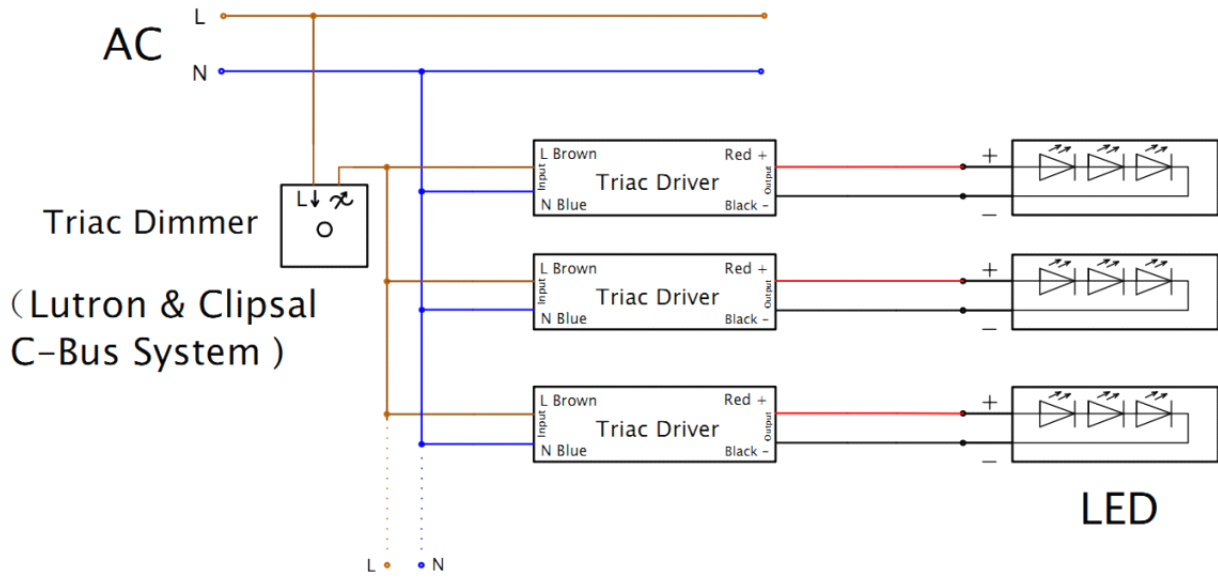 L
AC
N
L Brown
Red +
Input
Triac Driver
Output
N Blue
Black -
+
−
L
Triac Dimmer
(Lutron & Clipsal
C-Bus System )
L Brown
Red +
Input
Triac Driver
Output
N Blue
Black -
+
−
L Brown
Red +
Input
Triac Driver
Output
N Blue
Black -
+
−
LED
L
N